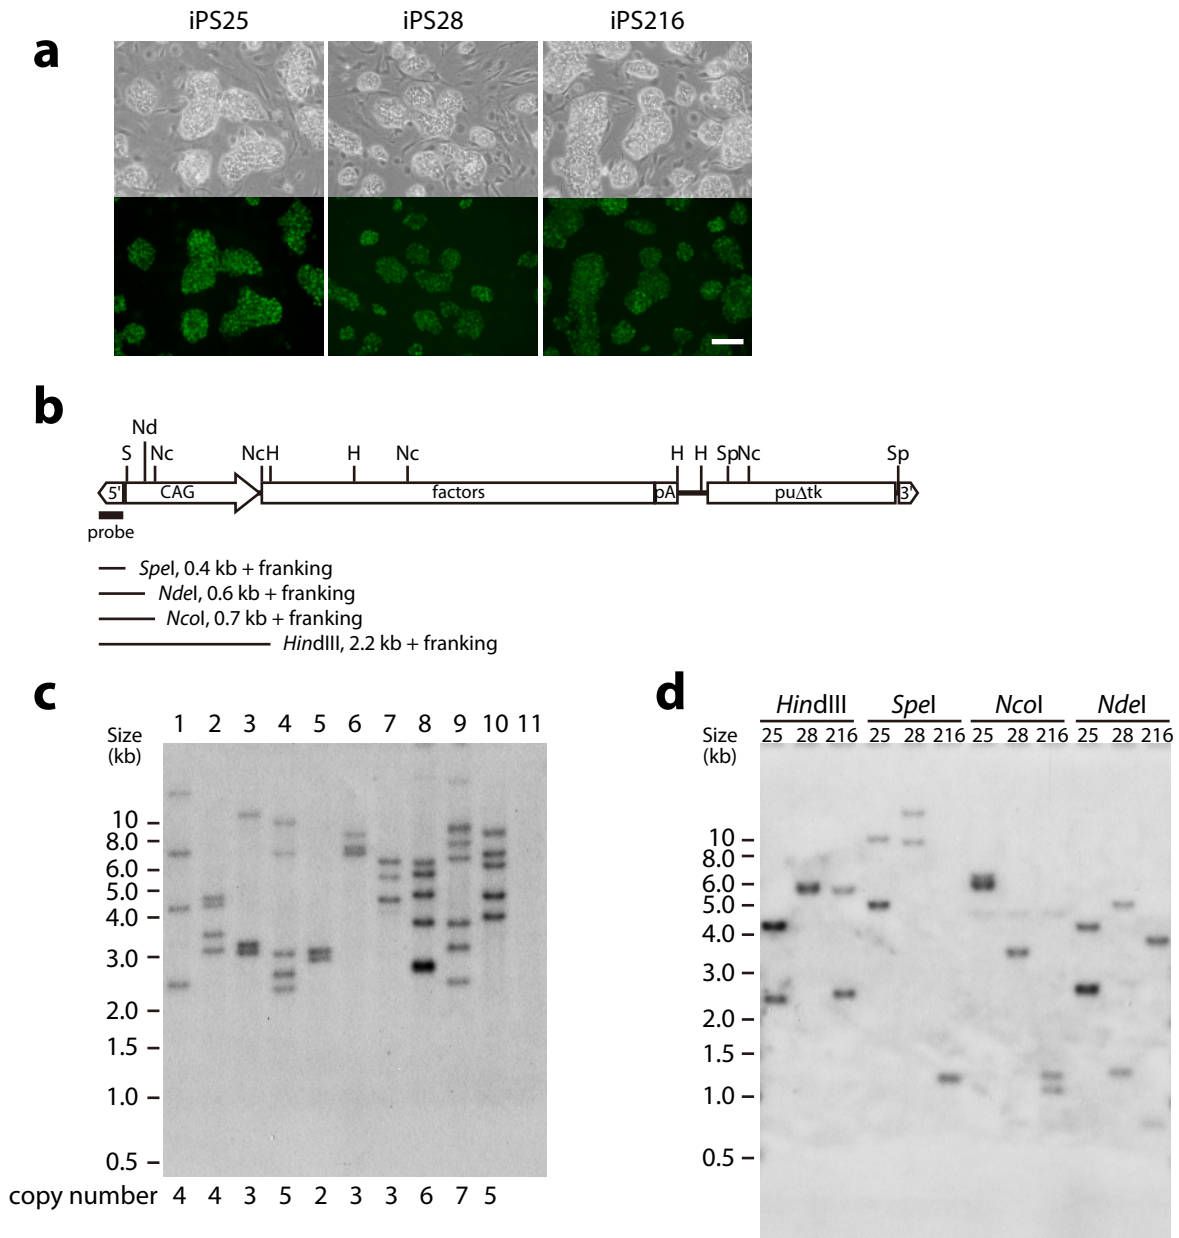 iPS25 iPS28 iPS216
a
b
Nd
S Nc NcH H Nc H H SpNc Sp
5' CAG factors pA puΔtk 3'
probe
SpeI, 0.4 kb + franking
NdeI, 0.6 kb + franking
NcoI, 0.7 kb + franking
HindIII, 2.2 kb + franking
c
1 2 3 4 5 6 7 8 9 10 11
Size
(kb)
10
8.0
6.0
5.0
4.0
3.0
2.0
1.5
1.0
0.5
copy number 4 4 3 5 2 3 3 6 7 5
d
HindIII SpeI NcoI NdeI
Size
(kb)
25 28 216 25 28 216 25 28 216 25 28 216
10
8.0
6.0
5.0
4.0
3.0
2.0
1.5
1.0
0.5